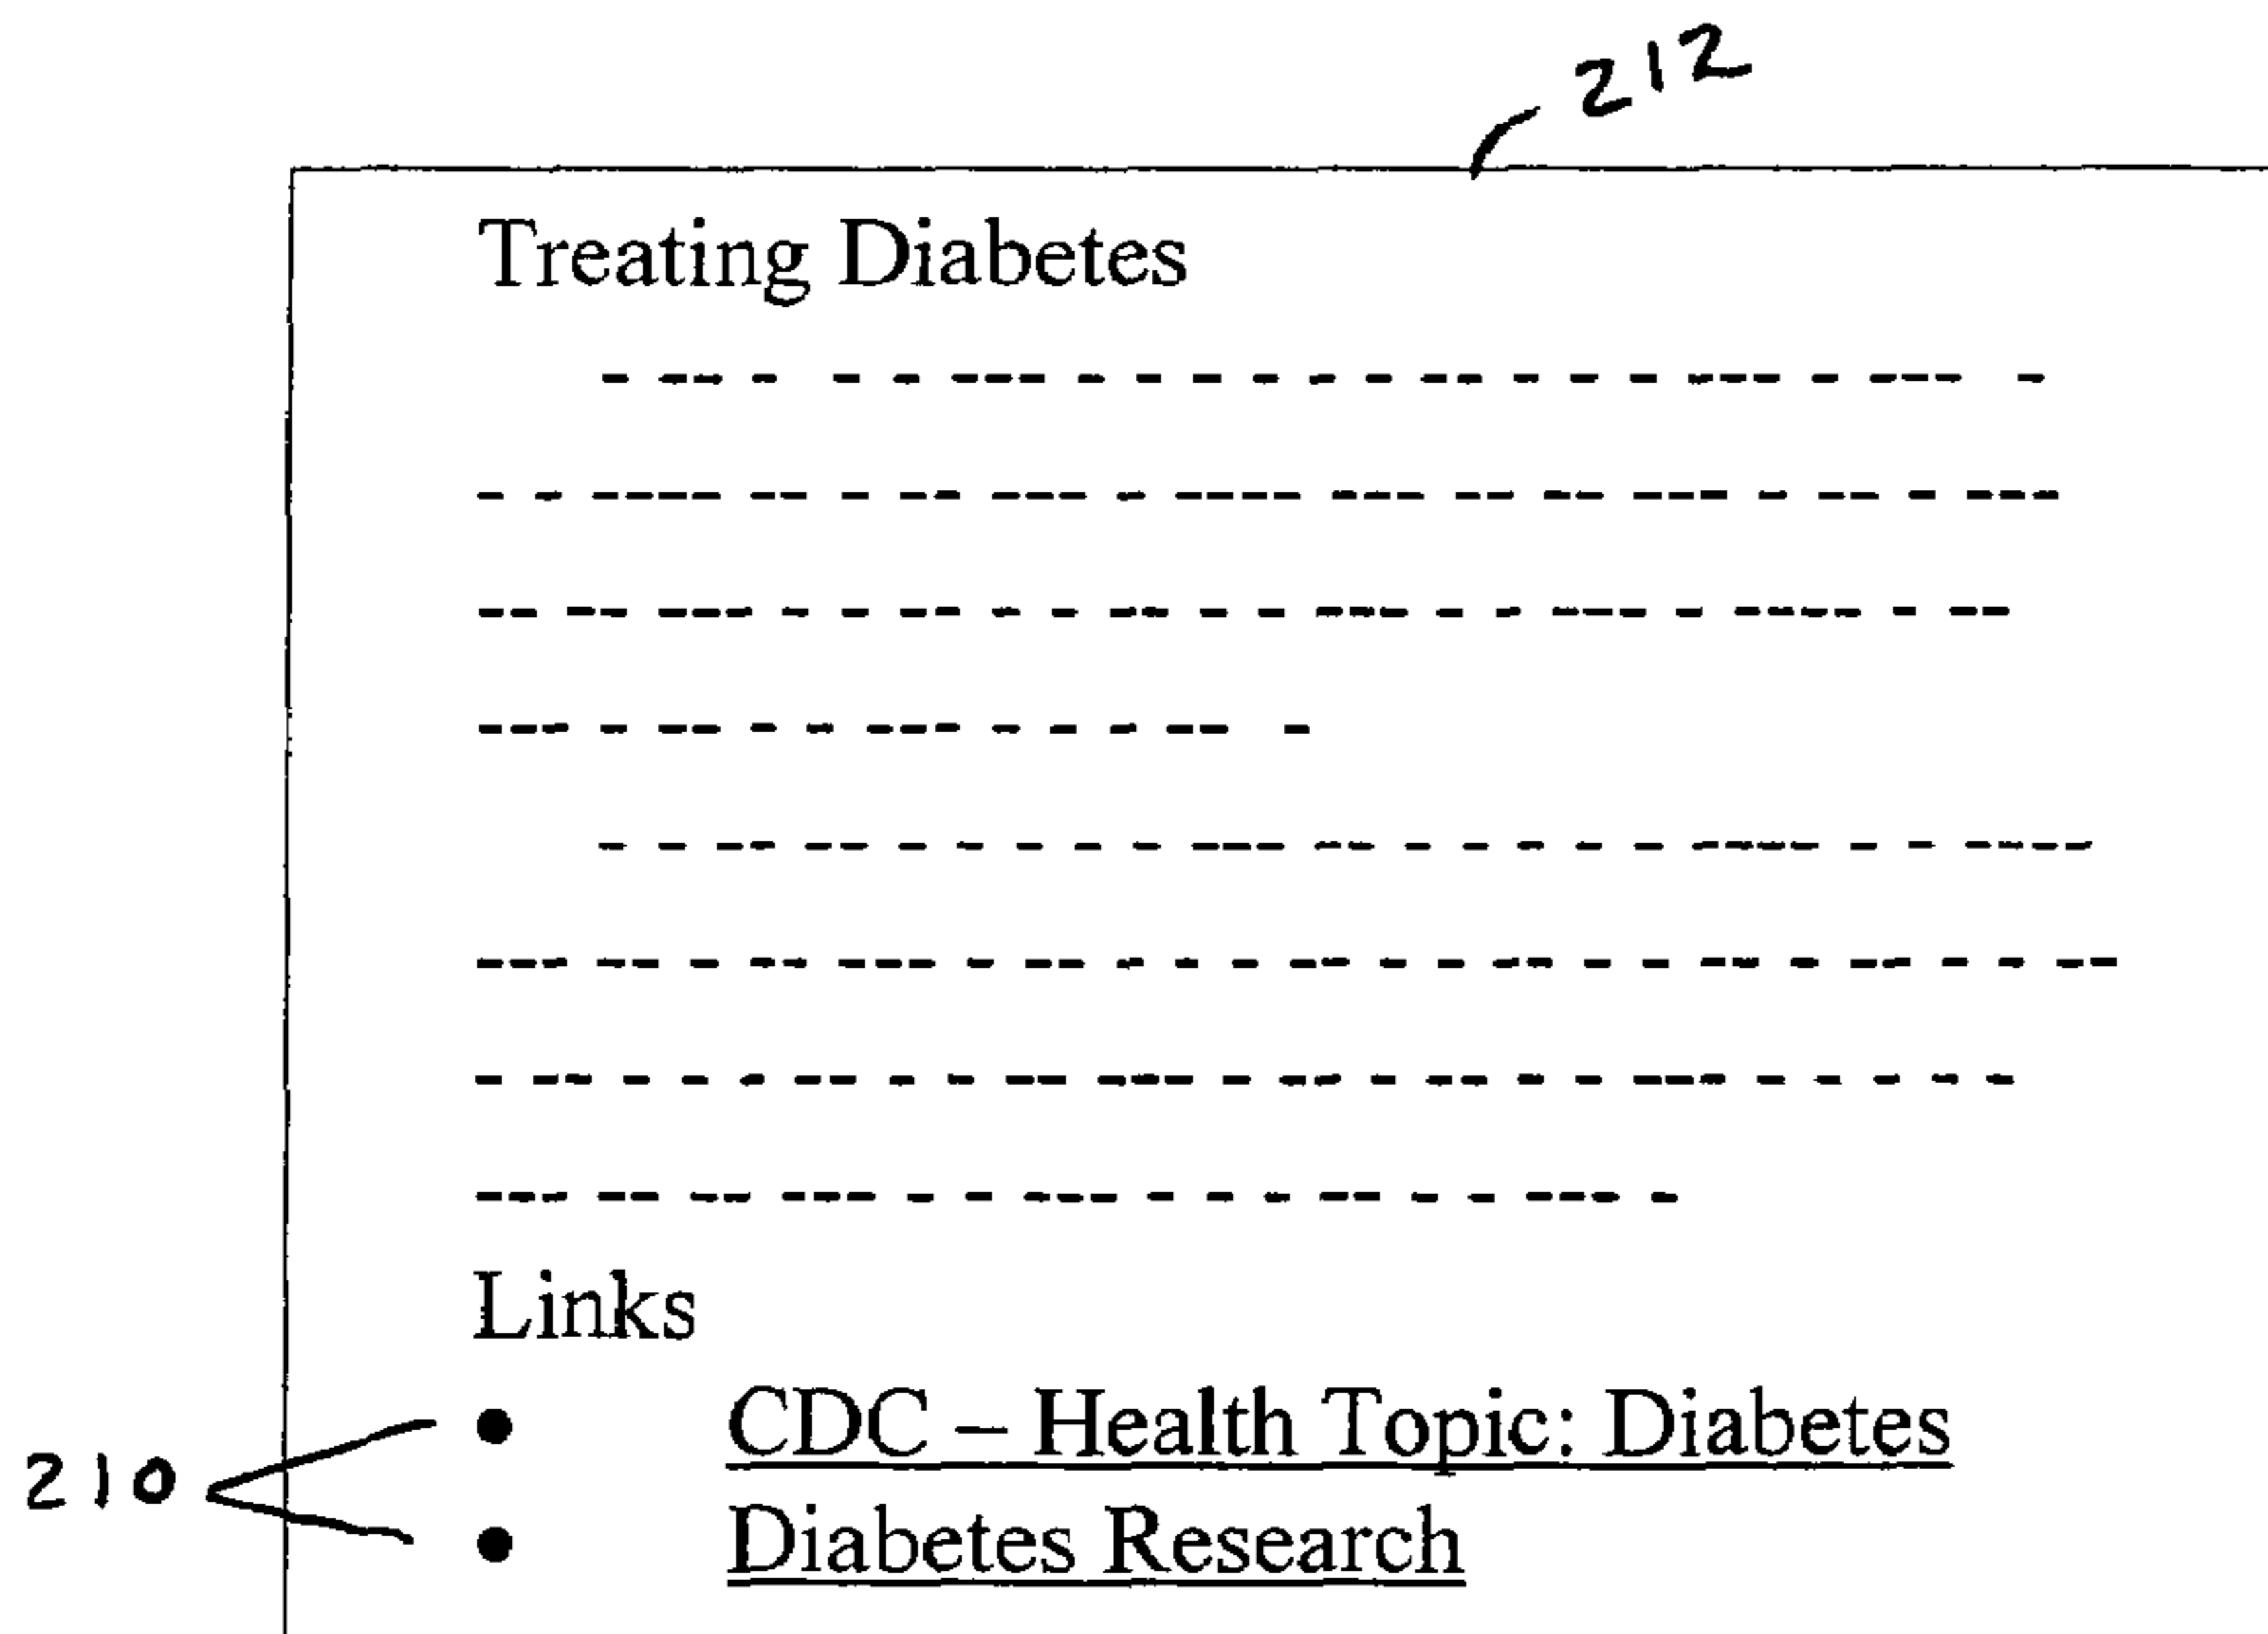 212
Treating Diabetes
Links
210
• CDC – Health Topic: Diabetes
• Diabetes Research